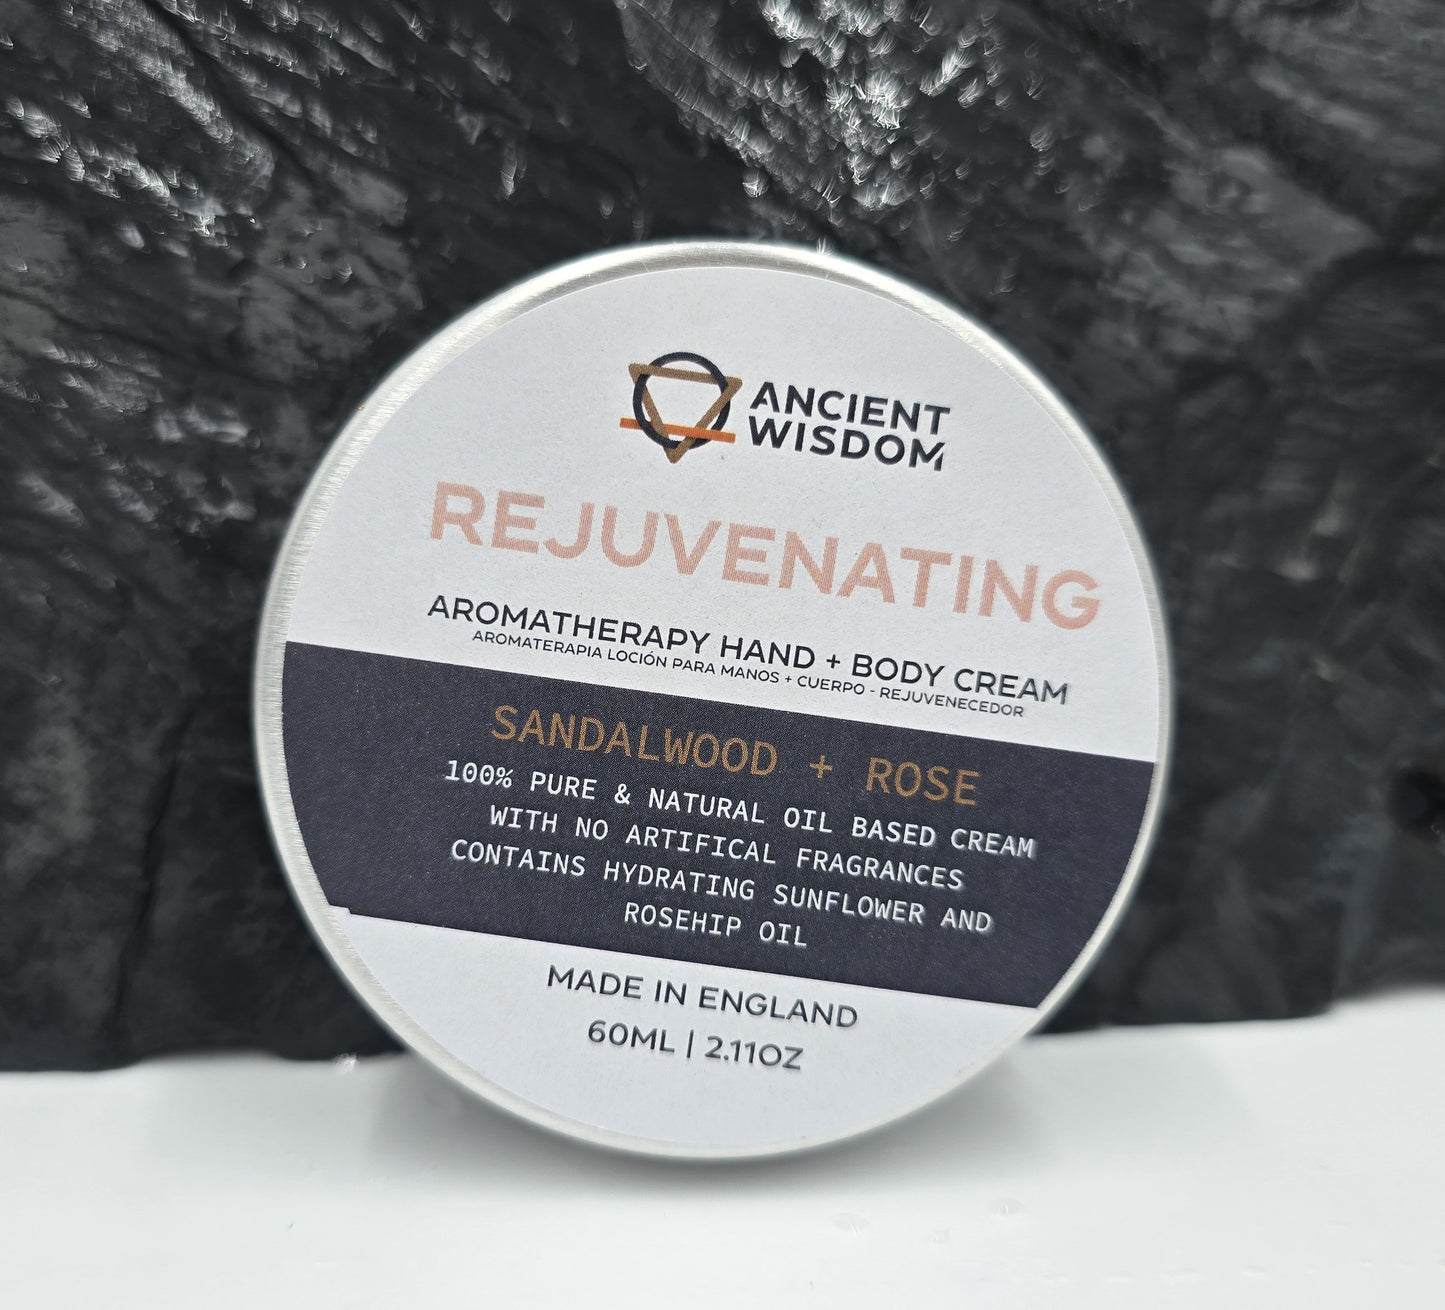 ANCIENT
WISDOM
REJUVENATING
AROMATHERAPY HAND + BODY CREAM
AROMATERAPIA LOCIÓN PARA MANOS + CUERPO - REJUVENECEDOR
SANDALWOOD + ROSE
100% PURE & NATURAL OIL BASED CREAM
WITH NO ARTIFICAL FRAGRANCES
CONTAINS HYDRATING SUNFLOWER AND
ROSEHIP OIL
MADE IN ENGLAND
60ML | 2.11OZ